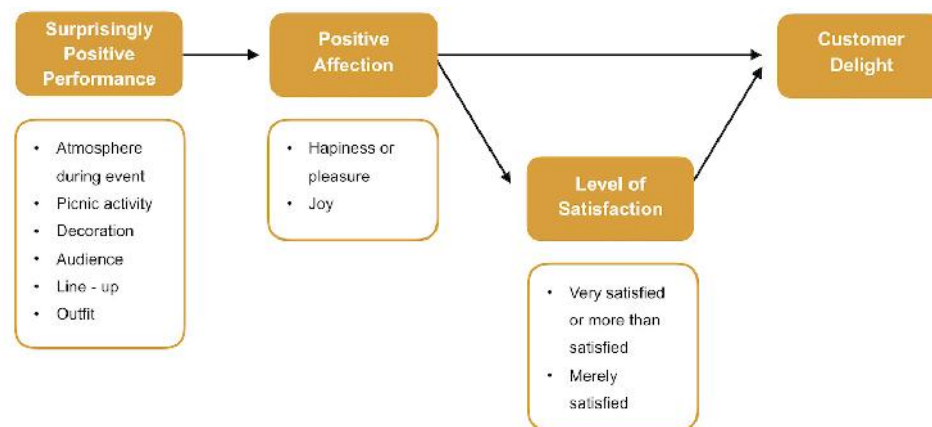 Surprisingly
Positive
Performance
• Atmosphere
during event
• Picnic activity
• Decoration
• Audience
• Line - up
• Outfit
Positive
Affection
• Hapiness or
pleasure
• Joy
Level of
Satisfaction
• Very satisfied
or more than
satisfied
• Merely
satisfied
Customer
Delight